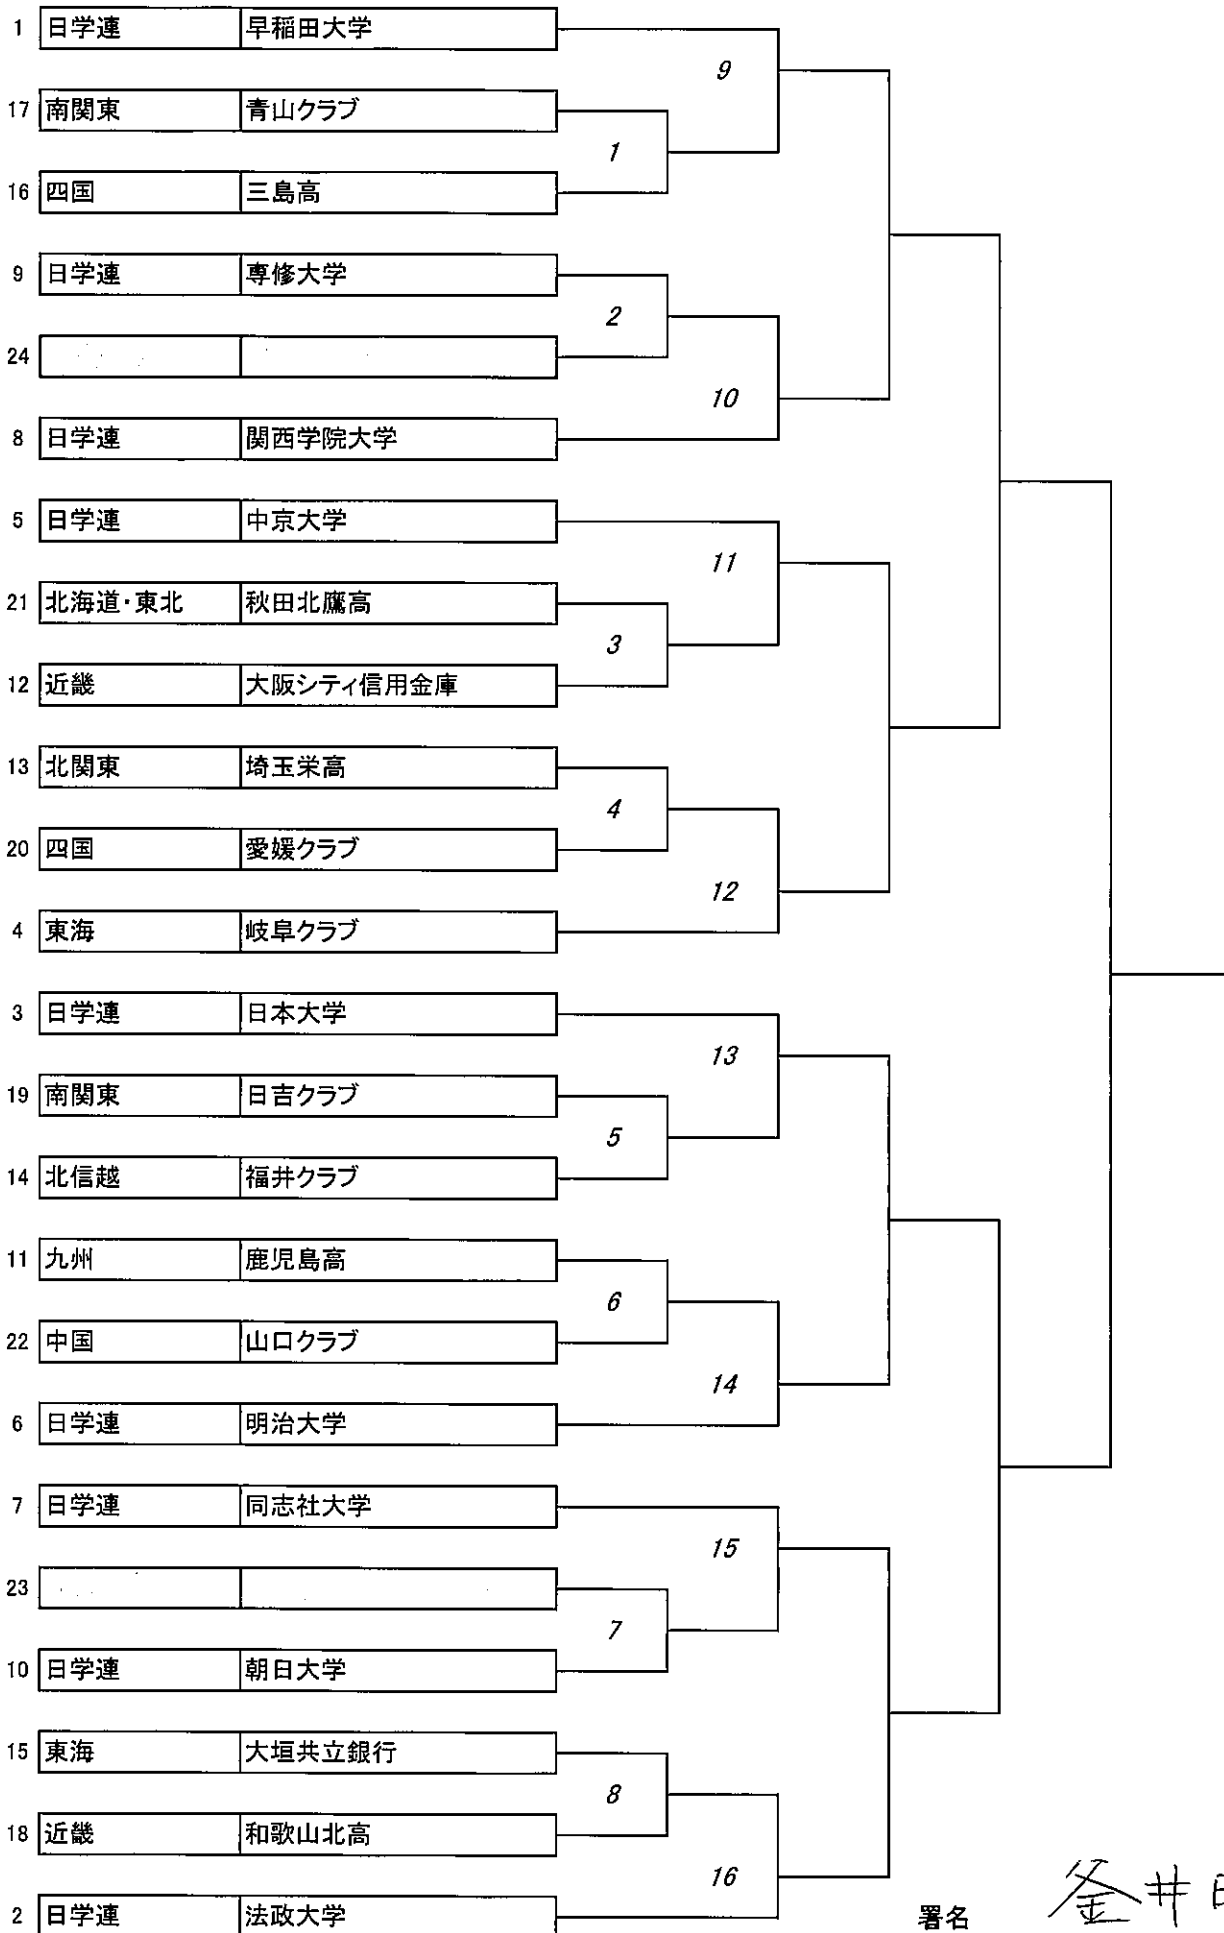 1 日学連 早稲田大学
9
17 南関東 青山クラブ
1
16 四国 三島高
9 日学連 専修大学
2
24
10
8 日学連 関西学院大学
5 日学連 中京大学
11
21 北海道・東北 秋田北鷹高
3
12 近畿 大阪シティ信用金庫
13 北関東 埼玉栄高
4
20 四国 愛媛クラブ
12
4 東海 岐阜クラブ
3 日学連 日本大学
13
19 南関東 日吉クラブ
5
14 北信越 福井クラブ
11 九州 鹿児島高
6
22 中国 山口クラブ
14
6 日学連 明治大学
7 日学連 同志社大学
15
23
7
10 日学連 朝日大学
15 東海 大垣共立銀行
8
18 近畿 和歌山北高
16
2 日学連 法政大学
署名 釜井